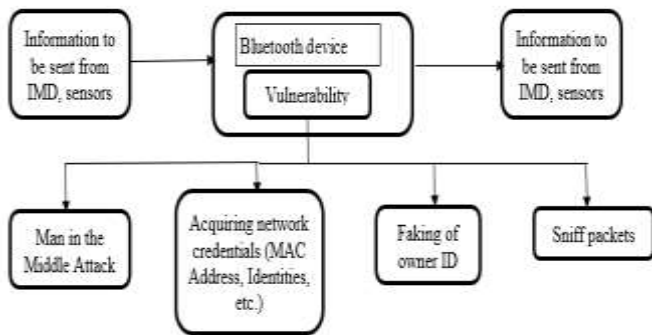 Information to
be sent from
IMD, sensors
Bluetooth device
Vulnerability
Information to
be sent from
IMD, sensors
Man in the
Middle Attack
Acquiring network
credentials (MAC
Address, Identities,
etc.)
Faking of
owner ID
Sniff packets